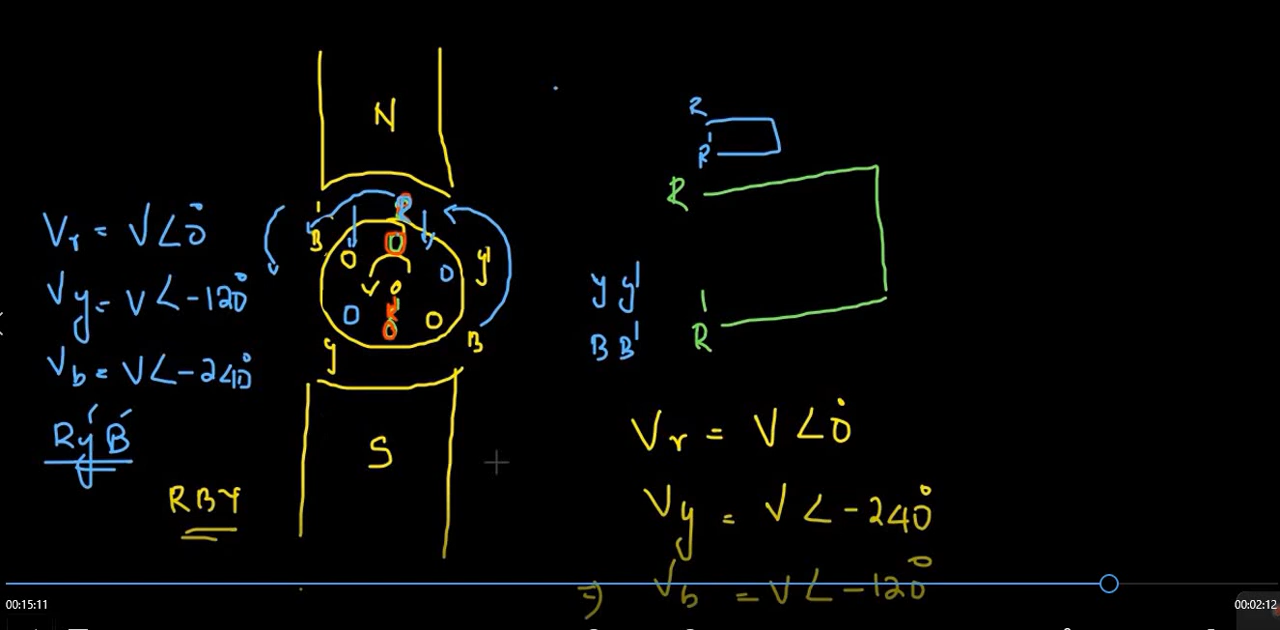 N
R
R'
R
Vr = V∠0°
B'
O
O
O
y'
Vy = V∠-120°
O
O
R'
O
O
y
B
y y'
B B'
R'
Vb = V∠-240°
Ry'B'
Vr = V∠0°
S
RBY
Vy = V∠-240°
⇒ Vb = V∠-120°
00:15:11
00:02:12